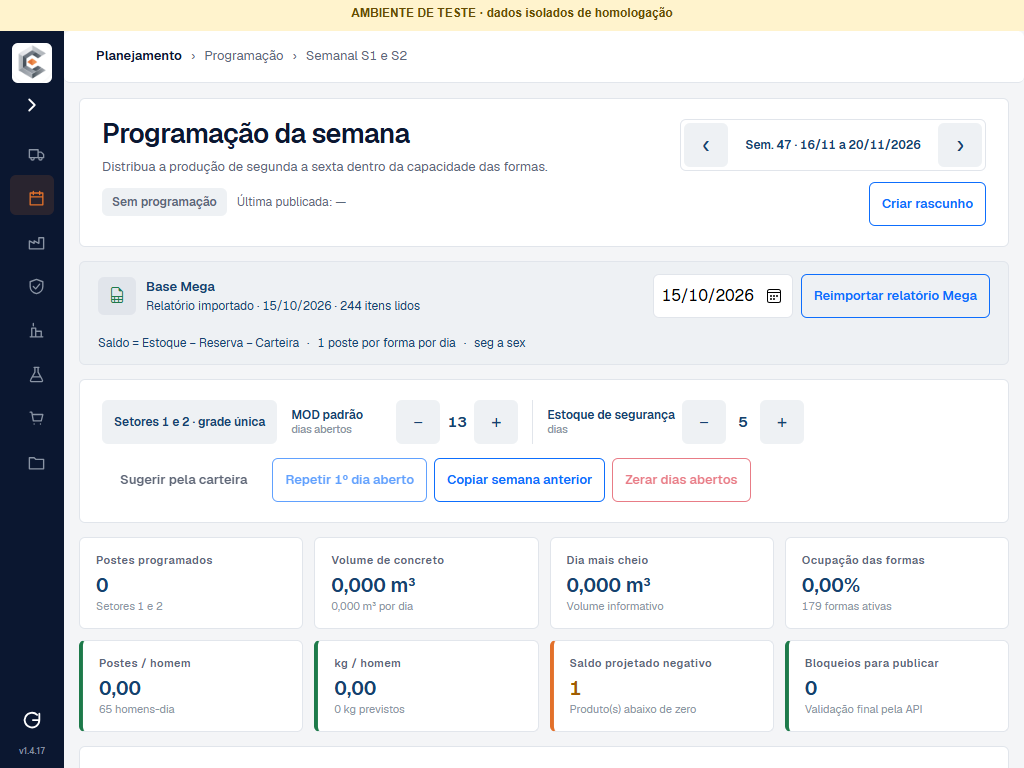 AMBIENTE DE TESTE · dados isolados de homologação
Planejamento › Programação › Semanal S1 e S2
Programação da semana
Distribua a produção de segunda a sexta dentro da capacidade das formas.
Sem programação Última publicada: —
‹ Sem. 47 · 16/11 a 20/11/2026 ›
Criar rascunho
Base Mega
Relatório importado · 15/10/2026 · 244 itens lidos
15/10/2026
Reimportar relatório Mega
Saldo = Estoque – Reserva – Carteira · 1 poste por forma por dia · seg a sex
Setores 1 e 2 · grade única
MOD padrão
dias abertos
− 13 +
Estoque de segurança
dias
− 5 +
Sugerir pela carteira
Repetir 1º dia aberto
Copiar semana anterior
Zerar dias abertos
Postes programados
0
Setores 1 e 2
Volume de concreto
0,000 m³
0,000 m³ por dia
Dia mais cheio
0,000 m³
Volume informativo
Ocupação das formas
0,00%
179 formas ativas
Postes / homem
0,00
65 homens-dia
kg / homem
0,00
0 kg previstos
Saldo projetado negativo
1
Produto(s) abaixo de zero
Bloqueios para publicar
0
Validação final pela API
v1.4.17